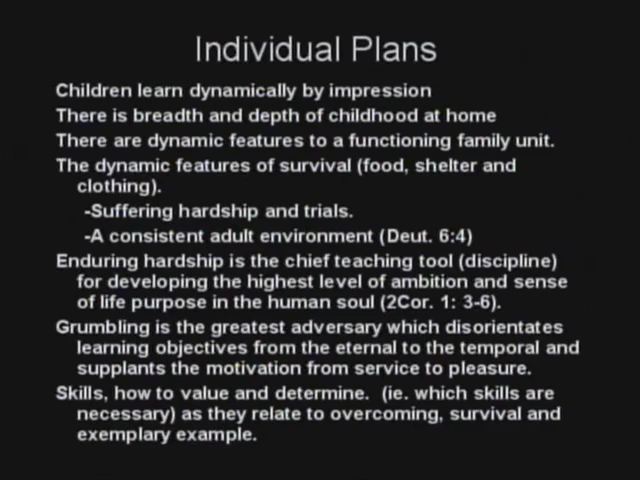 Individual Plans
Children learn dynamically by impression
There is breadth and depth of childhood at home
There are dynamic features to a functioning family unit.
The dynamic features of survival (food, shelter and
clothing).
-Suffering hardship and trials.
-A consistent adult environment (Deut. 6:4)
Enduring hardship is the chief teaching tool (discipline)
for developing the highest level of ambition and sense
of life purpose in the human soul (2Cor. 1: 3-6).
Grumbling is the greatest adversary which disorientates
learning objectives from the eternal to the temporal and
supplants the motivation from service to pleasure.
Skills, how to value and determine. (ie. which skills are
necessary) as they relate to overcoming, survival and
exemplary example.